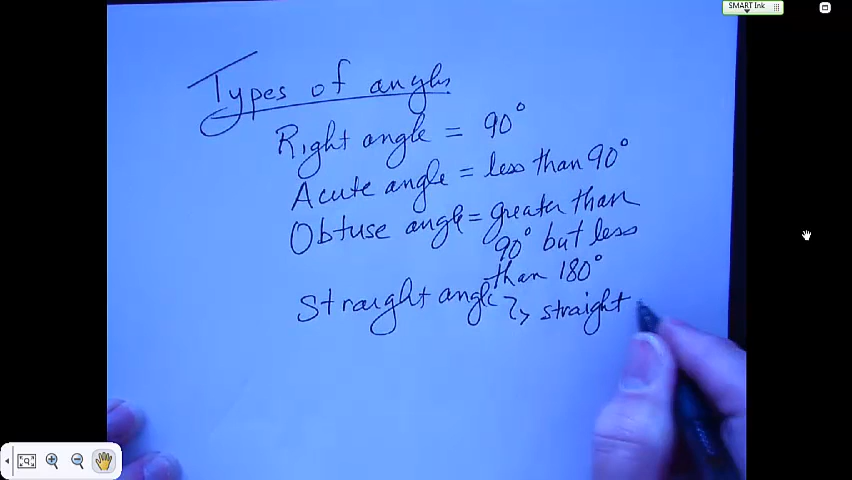 SMART Ink
Types of angles
Right angle = 90°
Acute angle = less than 90°
Obtuse angle = greater than
90° but less
than 180°
Straight angle → straight